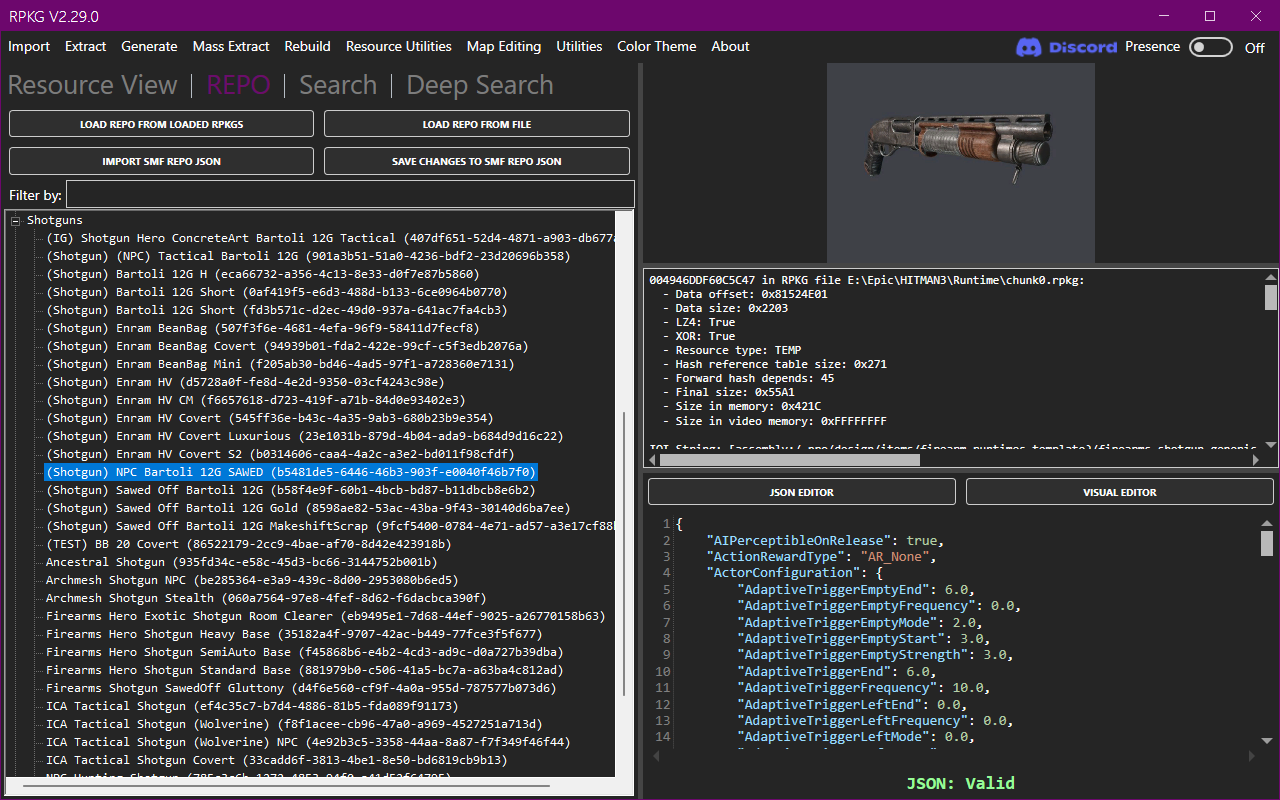 RPKG V2.29.0
Import Extract Generate Mass Extract Rebuild Resource Utilities Map Editing Utilities Color Theme About Discord Presence Off
Resource View | REPO | Search | Deep Search
LOAD REPO FROM LOADED RPKGS LOAD REPO FROM FILE
IMPORT SMF REPO JSON SAVE CHANGES TO SMF REPO JSON
Filter by:
Shotguns
(IG) Shotgun Hero ConcreteArt Bartoli 12G Tactical (407df651-52d4-4871-a903-db677a
(Shotgun) (NPC) Tactical Bartoli 12G (901a3b51-51a0-4236-bdf2-23d20696b358)
(Shotgun) Bartoli 12G H (eca66732-a356-4c13-8e33-d0f7e87b5860)
(Shotgun) Bartoli 12G Short (0af419f5-e6d3-488d-b133-6ce0964b0770)
(Shotgun) Bartoli 12G Short (fd3b571c-d2ec-49d0-937a-641ac7fa4cb3)
(Shotgun) Enram BeanBag (507f3f6e-4681-4efa-96f9-58411d7fecf8)
(Shotgun) Enram BeanBag Covert (94939b01-fda2-422e-99cf-c5f3edb2076a)
(Shotgun) Enram BeanBag Mini (f205ab30-bd46-4ad5-97f1-a728360e7131)
(Shotgun) Enram HV (d5728a0f-fe8d-4e2d-9350-03cf4243c98e)
(Shotgun) Enram HV CM (f6657618-d723-419f-a71b-84d0e93402e3)
(Shotgun) Enram HV Covert (545ff36e-b43c-4a35-9ab3-680b23b9e354)
(Shotgun) Enram HV Covert Luxurious (23e1031b-879d-4b04-ada9-b684d9d16c22)
(Shotgun) Enram HV Covert S2 (b0314606-caa4-4a2c-a3e2-bd011f98cfdf)
(Shotgun) NPC Bartoli 12G SAWED (b5481de5-6446-46b3-903f-e0040f46b7f0)
(Shotgun) Sawed Off Bartoli 12G (b58f4e9f-60b1-4bcb-bd87-b11dbcb8e6b2)
(Shotgun) Sawed Off Bartoli 12G Gold (8598ae82-53ac-43ba-9f43-30140d6ba7ee)
(Shotgun) Sawed Off Bartoli 12G MakeshiftScrap (9fcf5400-0784-4e71-ad57-a3e17cf88b
(TEST) BB 20 Covert (86522179-2cc9-4bae-af70-8d42e423918b)
Ancestral Shotgun (935fd34c-e58c-45d3-bc66-3144752b001b)
Archmesh Shotgun NPC (be285364-e3a9-439c-8d00-2953080b6ed5)
Archmesh Shotgun Stealth (060a7564-97e8-4fef-8d62-f6dacbca390f)
Firearms Hero Exotic Shotgun Room Clearer (eb9495e1-7d68-44ef-9025-a26770158b63)
Firearms Hero Shotgun Heavy Base (35182a4f-9707-42ac-b449-77fce3f5f677)
Firearms Hero Shotgun SemiAuto Base (f45868b6-e4b2-4cd3-ad9c-d0a727b39dba)
Firearms Hero Shotgun Standard Base (881979b0-c506-41a5-bc7a-a63ba4c812ad)
Firearms Shotgun SawedOff Gluttony (d4f6e560-cf9f-4a0a-955d-787577b073d6)
ICA Tactical Shotgun (ef4c35c7-b7d4-4886-81b5-fda089f91173)
ICA Tactical Shotgun (Wolverine) (f8f1acee-cb96-47a0-a969-4527251a713d)
ICA Tactical Shotgun (Wolverine) NPC (4e92b3c5-3358-44aa-8a87-f7f349f46f44)
ICA Tactical Shotgun Covert (33cadd6f-3813-4be1-8e50-bd6819cb9b13)
NPC Hunting Shotgun
004946DDF60C5C47 in RPKG file E:\Epic\HITMAN3\Runtime\chunk0.rpkg:
- Data offset: 0x81524E01
- Data size: 0x2203
- LZ4: True
- XOR: True
- Resource type: TEMP
- Hash reference table size: 0x271
- Forward hash depends: 45
- Final size: 0x55A1
- Size in memory: 0x421C
- Size in video memory: 0xFFFFFFFF
IOI String:
JSON EDITOR VISUAL EDITOR
1 {
2 "AIPerceptibleOnRelease": true,
3 "ActionRewardType": "AR_None",
4 "ActorConfiguration": {
5 "AdaptiveTriggerEmptyEnd": 6.0,
6 "AdaptiveTriggerEmptyFrequency": 0.0,
7 "AdaptiveTriggerEmptyMode": 2.0,
8 "AdaptiveTriggerEmptyStart": 3.0,
9 "AdaptiveTriggerEmptyStrength": 3.0,
10 "AdaptiveTriggerEnd": 6.0,
11 "AdaptiveTriggerFrequency": 10.0,
12 "AdaptiveTriggerLeftEnd": 0.0,
13 "AdaptiveTriggerLeftFrequency": 0.0,
14 "AdaptiveTriggerLeftMode": 0.0,
JSON: Valid